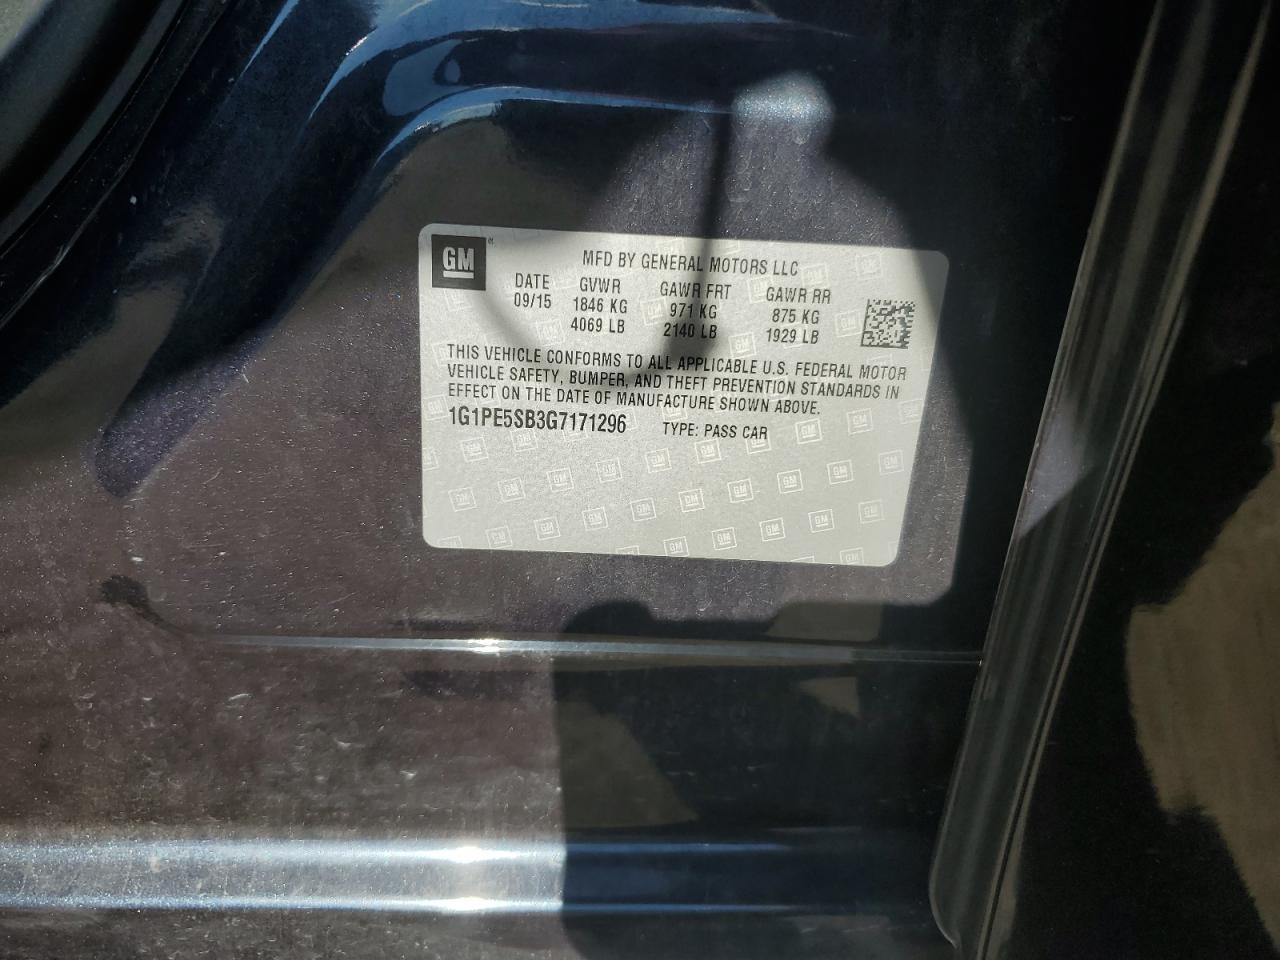 GM
MFD BY GENERAL MOTORS LLC
DATE GVWR GAWR FRT GAWR RR
09/15 1846 KG 971 KG 875 KG
4069 LB 2140 LB 1929 LB
THIS VEHICLE CONFORMS TO ALL APPLICABLE U.S. FEDERAL MOTOR
VEHICLE SAFETY, BUMPER, AND THEFT PREVENTION STANDARDS IN
EFFECT ON THE DATE OF MANUFACTURE SHOWN ABOVE.
1G1PE5SB3G7171296 TYPE: PASS CAR